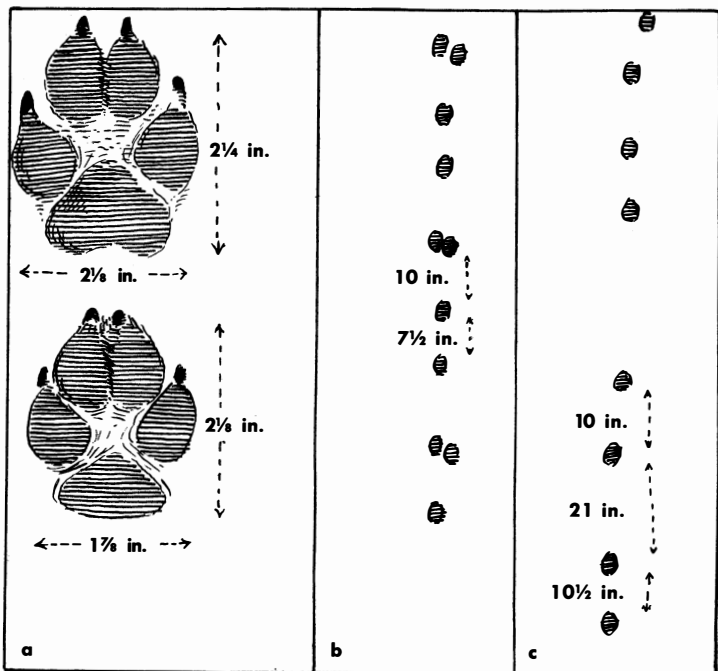 2¼ in.
2⅛ in.
2⅛ in.
1⅞ in.
a
10 in.
7½ in.
b
10 in.
21 in.
10½ in.
c